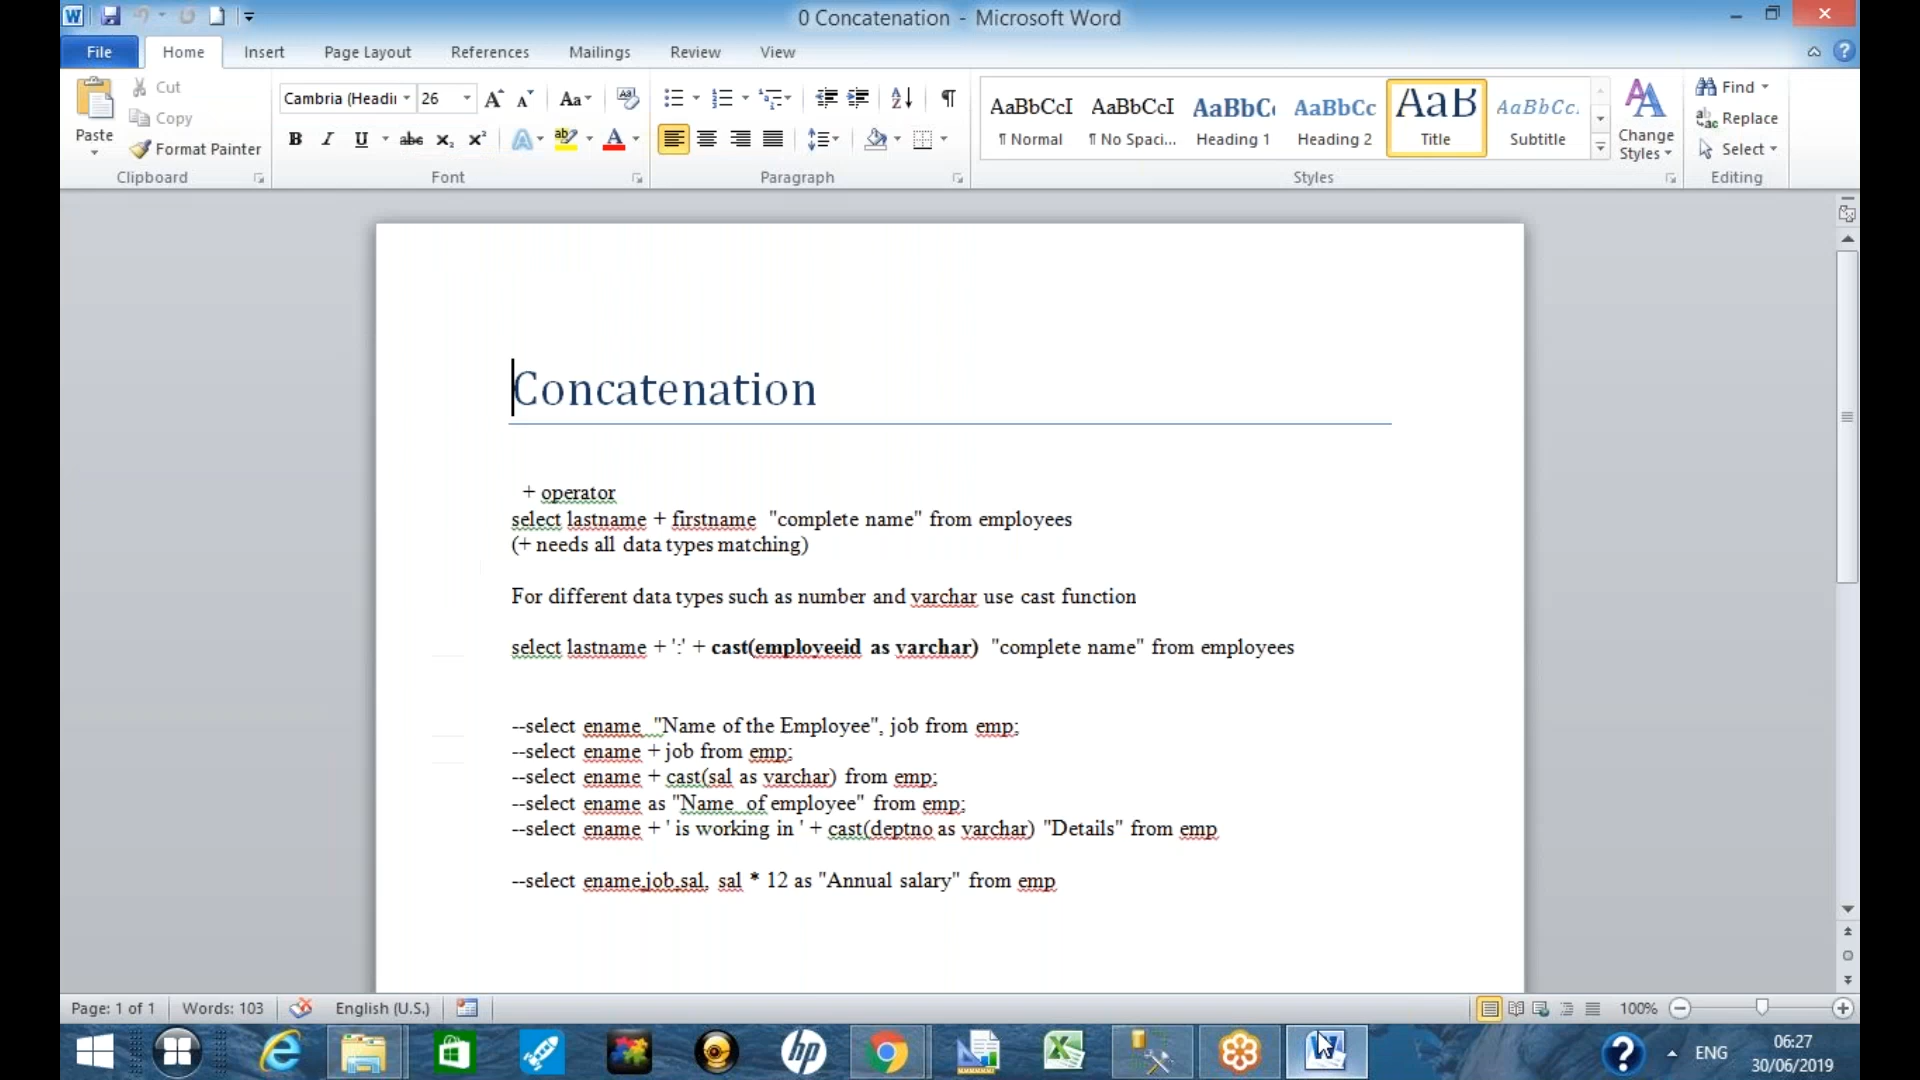 0 Concatenation - Microsoft Word
File Home Insert Page Layout References Mailings Review View
Paste
Cut
Copy
Format Painter
Clipboard
Cambria (Headi 26
Font
Paragraph
AaBbCcI AaBbCcI AaBbC AaBbCc AaB AaBbCc.
¶ Normal ¶ No Spaci... Heading 1 Heading 2 Title Subtitle
Styles
Change
Styles
Find
Replace
Select
Editing
Concatenation
+ operator
select lastname + firstname "complete name" from employees
(+ needs all data types matching)
For different data types such as number and varchar use cast function
select lastname + ':' + cast(employeeid as varchar) "complete name" from employees
--select ename "Name of the Employee", job from emp;
--select ename + job from emp;
--select ename + cast(sal as varchar) from emp;
--select ename as "Name of employee" from emp;
--select ename + ' is working in ' + cast(deptno as varchar) "Details" from emp
--select ename,job,sal, sal * 12 as "Annual salary" from emp
Page: 1 of 1 Words: 103 English (U.S.) 100%
ENG
06:27
30/06/2019